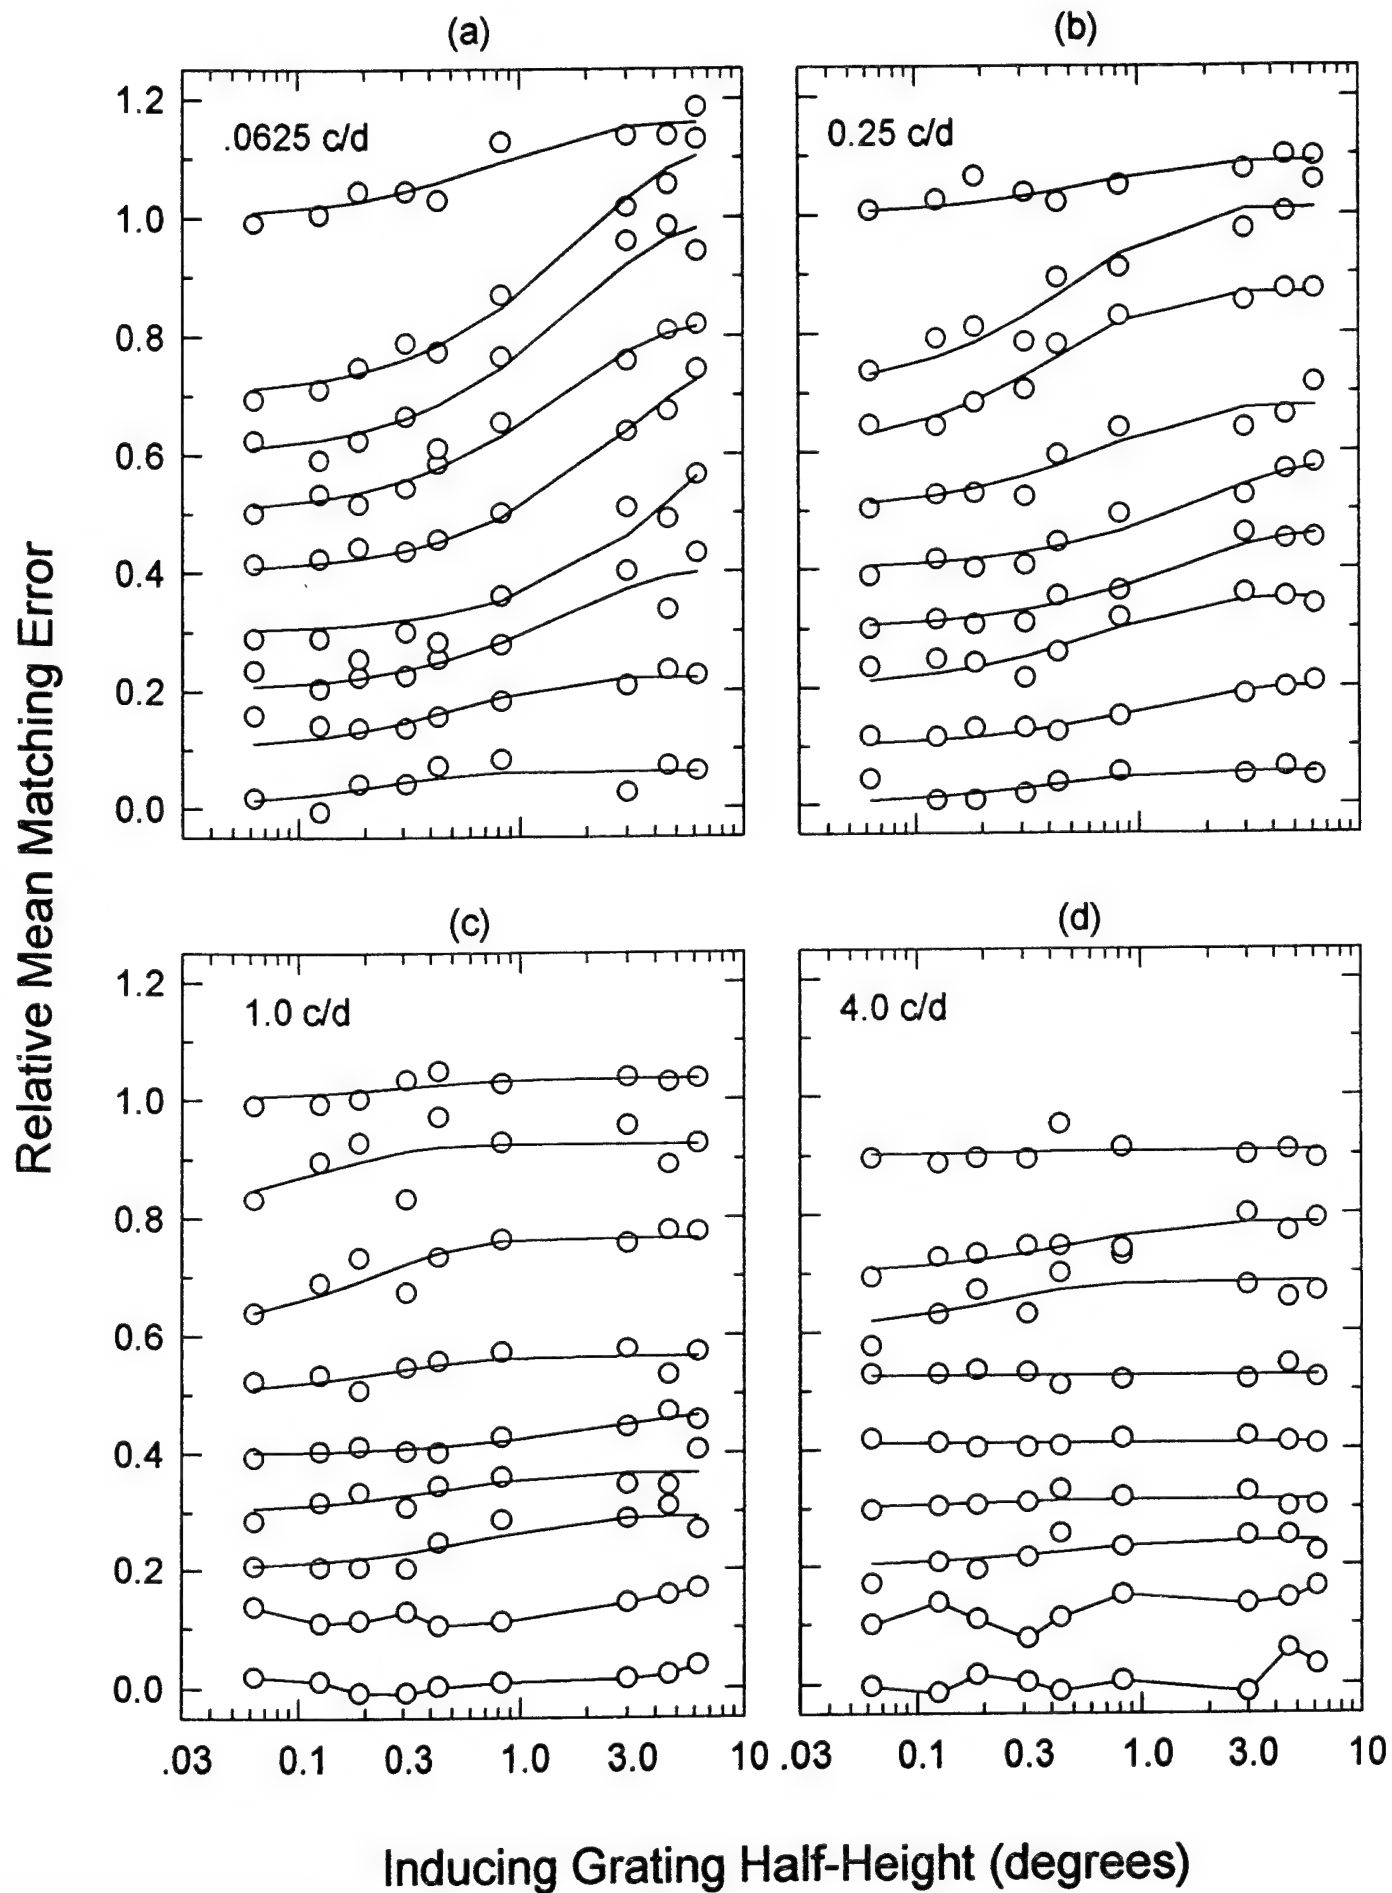 (a)
(b)
.0625 c/d
0.25 c/d
1.2
1.0
0.8
0.6
0.4
0.2
0.0
Relative Mean Matching Error
(c)
(d)
1.0 c/d
4.0 c/d
1.2
1.0
0.8
0.6
0.4
0.2
0.0
.03 0.1 0.3 1.0 3.0 10 .03 0.1 0.3 1.0 3.0 10
Inducing Grating Half-Height (degrees)